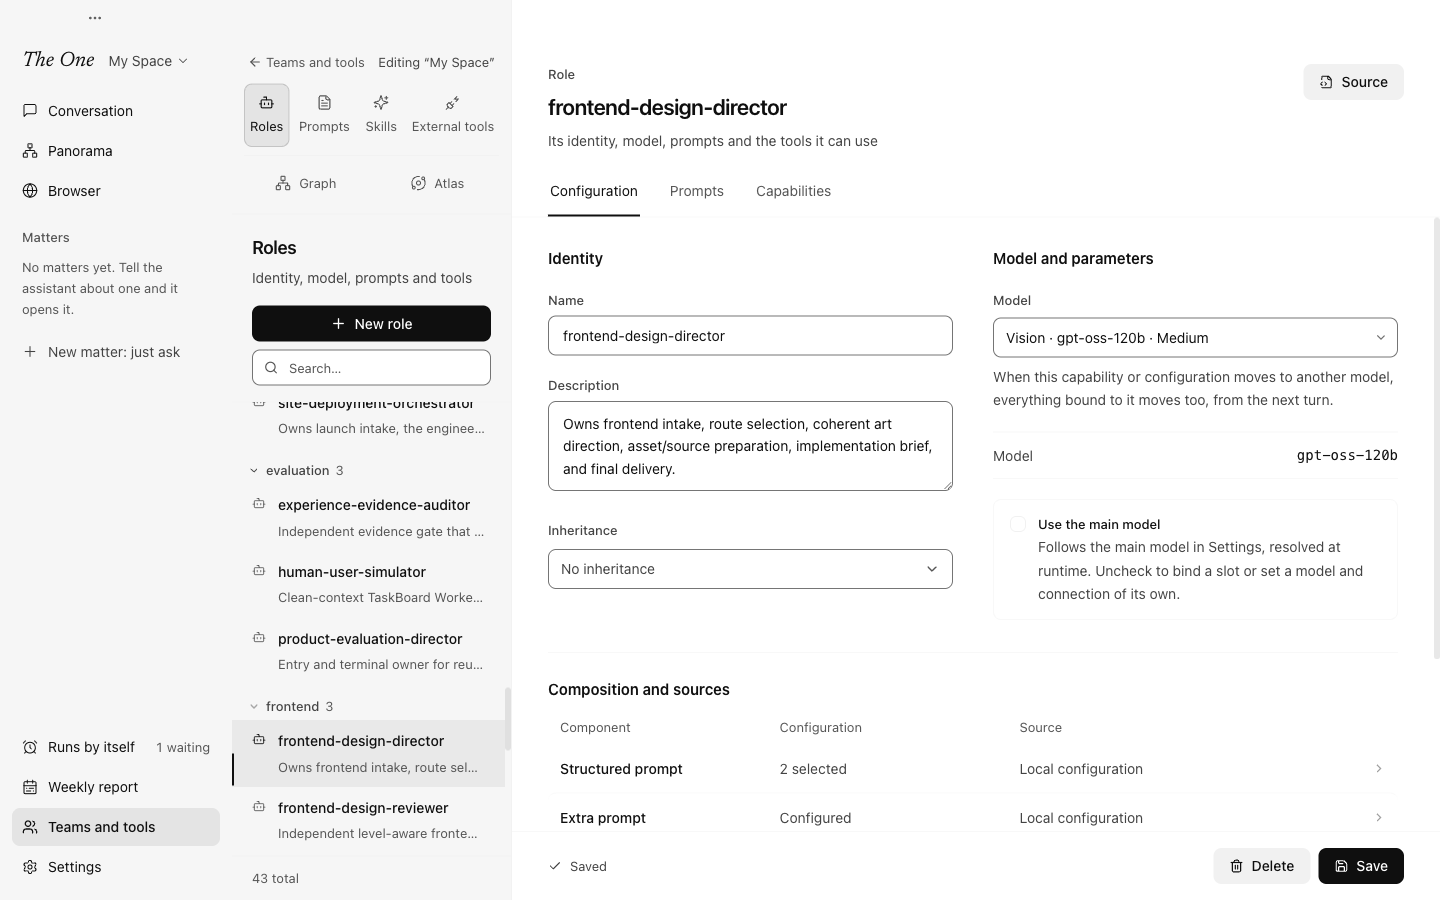 The One
My Space
Conversation
Panorama
Browser
Matters
No matters yet. Tell the
assistant about one and it
opens it.
New matter: just ask
Runs by itself
1 waiting
Weekly report
Teams and tools
Settings
Teams and tools
Editing “My Space”
Roles
Prompts
Skills
External tools
Graph
Atlas
Roles
Identity, model, prompts and tools
New role
Search...
site-deployment-orchestrator
Owns launch intake, the enginee...
evaluation 3
experience-evidence-auditor
Independent evidence gate that ...
human-user-simulator
Clean-context TaskBoard Worke...
product-evaluation-director
Entry and terminal owner for reu...
frontend 3
frontend-design-director
Owns frontend intake, route sel...
frontend-design-reviewer
Independent level-aware fronte...
43 total
Role
frontend-design-director
Its identity, model, prompts and the tools it can use
Source
Configuration
Prompts
Capabilities
Identity
Name
frontend-design-director
Description
Owns frontend intake, route selection, coherent art
direction, asset/source preparation, implementation brief,
and final delivery.
Inheritance
No inheritance
Model and parameters
Model
Vision · gpt-oss-120b · Medium
When this capability or configuration moves to another model,
everything bound to it moves too, from the next turn.
Model
gpt-oss-120b
Use the main model
Follows the main model in Settings, resolved at
runtime. Uncheck to bind a slot or set a model and
connection of its own.
Composition and sources
Component
Configuration
Source
Structured prompt
2 selected
Local configuration
Extra prompt
Configured
Local configuration
Saved
Delete
Save